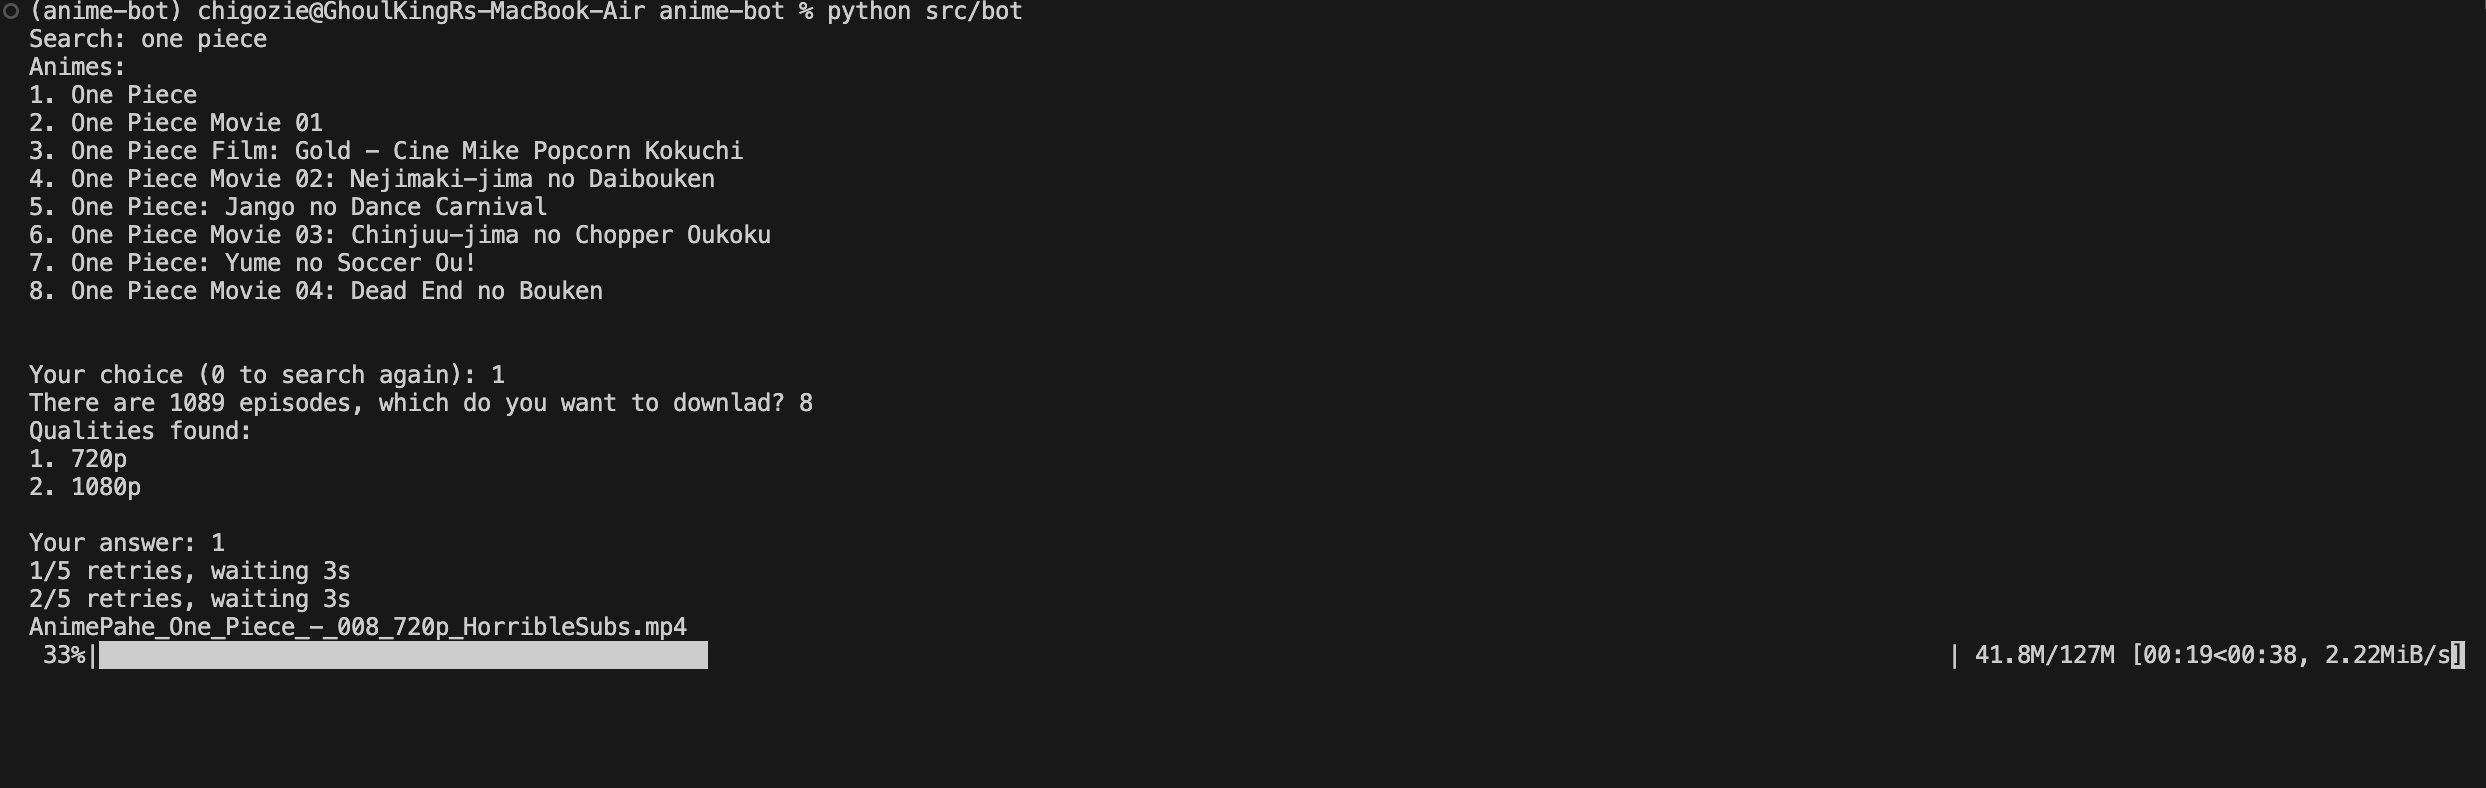 (anime-bot) chigozie@GhoulKingRs-MacBook-Air anime-bot % python src/bot
Search: one piece
Animes:
1. One Piece
2. One Piece Movie 01
3. One Piece Film: Gold - Cine Mike Popcorn Kokuchi
4. One Piece Movie 02: Nejimaki-jima no Daibouken
5. One Piece: Jango no Dance Carnival
6. One Piece Movie 03: Chinjuu-jima no Chopper Oukoku
7. One Piece: Yume no Soccer Ou!
8. One Piece Movie 04: Dead End no Bouken
Your choice (0 to search again): 1
There are 1089 episodes, which do you want to downlad? 8
Qualities found:
1. 720p
2. 1080p
Your answer: 1
1/5 retries, waiting 3s
2/5 retries, waiting 3s
AnimePahe_One_Piece_-_008_720p_HorribleSubs.mp4
33%| | 41.8M/127M [00:19<00:38, 2.22MiB/s]